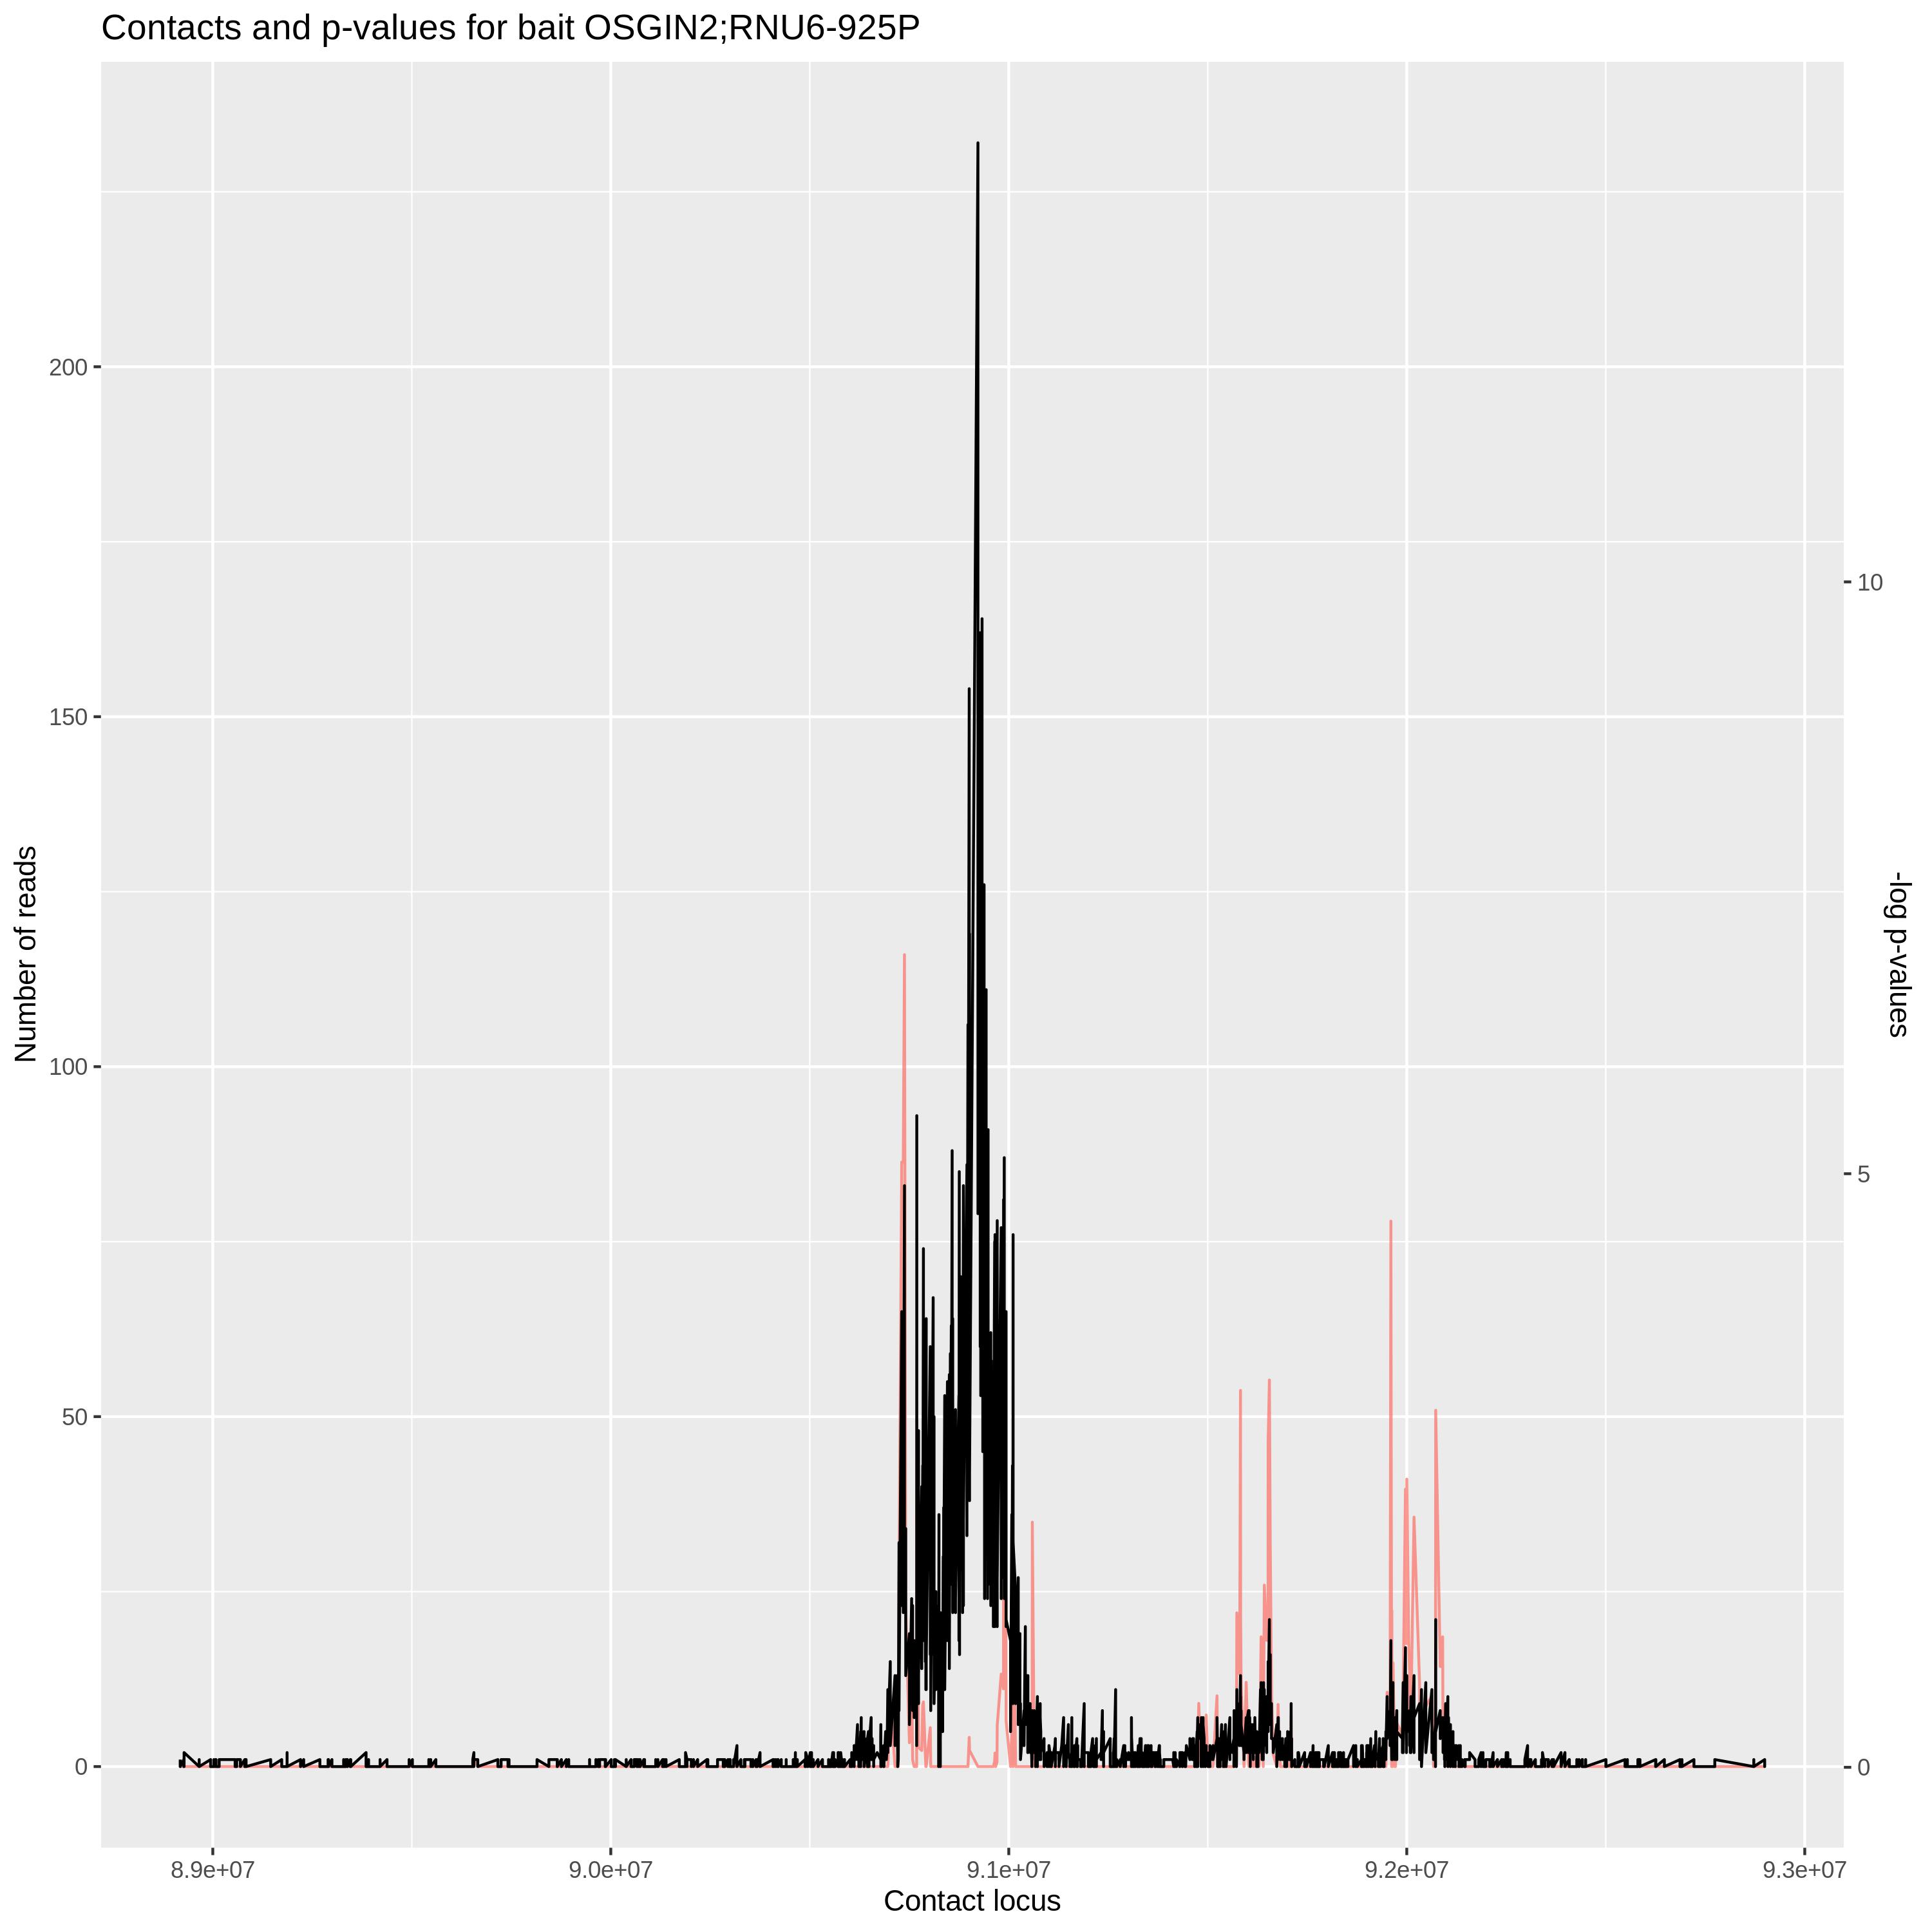 Contacts and p-values for bait OSGIN2;RNU6-925P
200
150
100
50
0
Number of reads
10
5
0
-log p-values
8.9e+07 9.0e+07 9.1e+07 9.2e+07 9.3e+07
Contact locus